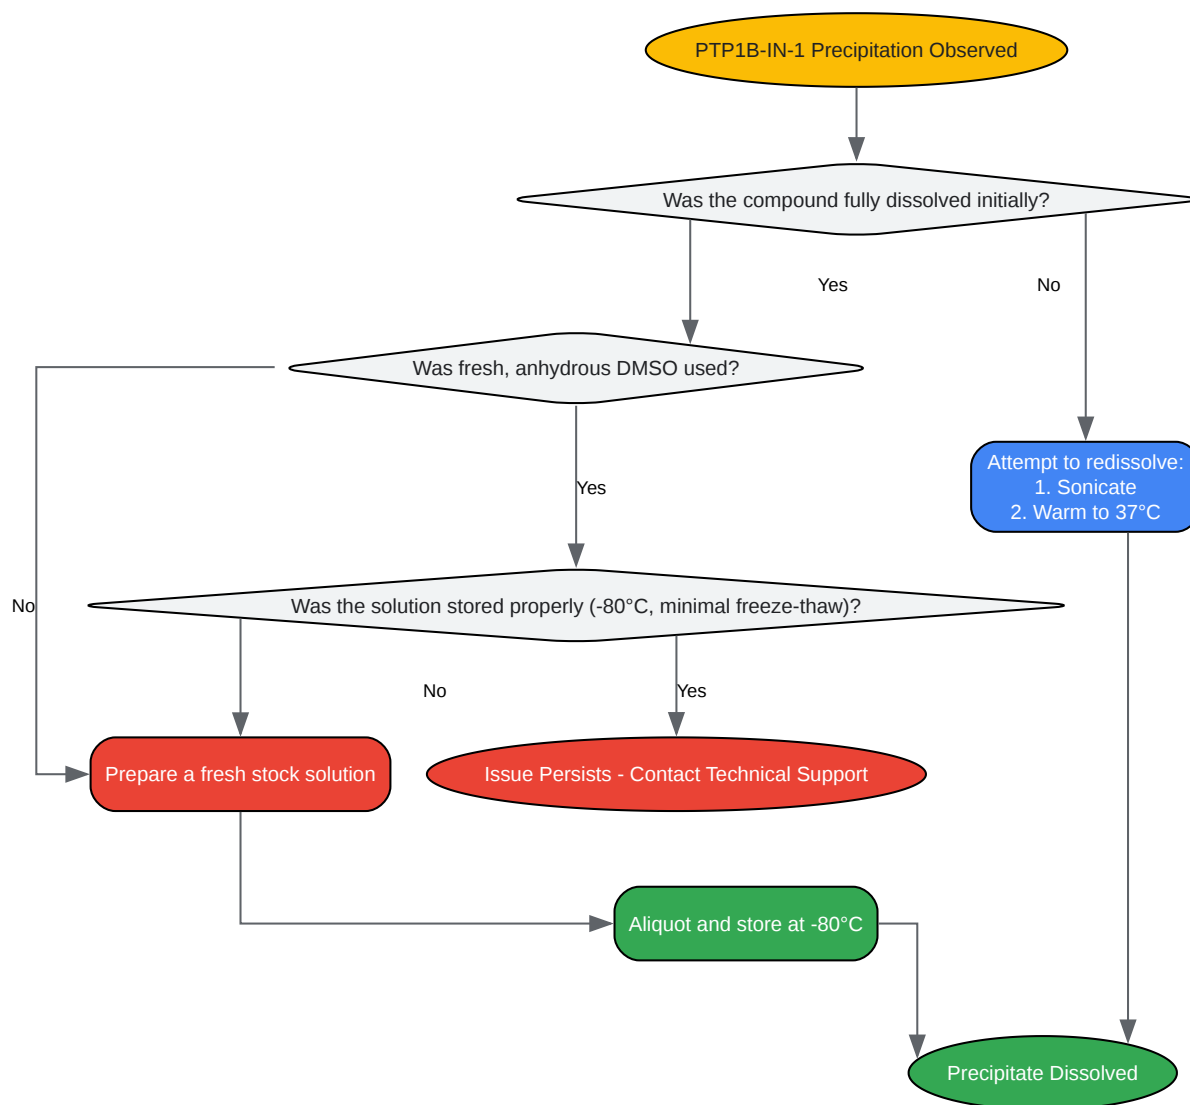 PTP1B-IN-1 Precipitation Observed
Was the compound fully dissolved initially?
Yes
No
Was fresh, anhydrous DMSO used?
Attempt to redissolve:
1. Sonicate
2. Warm to 37°C
Yes
No
Was the solution stored properly (-80°C, minimal freeze-thaw)?
No
Yes
Prepare a fresh stock solution
Issue Persists - Contact Technical Support
Aliquot and store at -80°C
Precipitate Dissolved